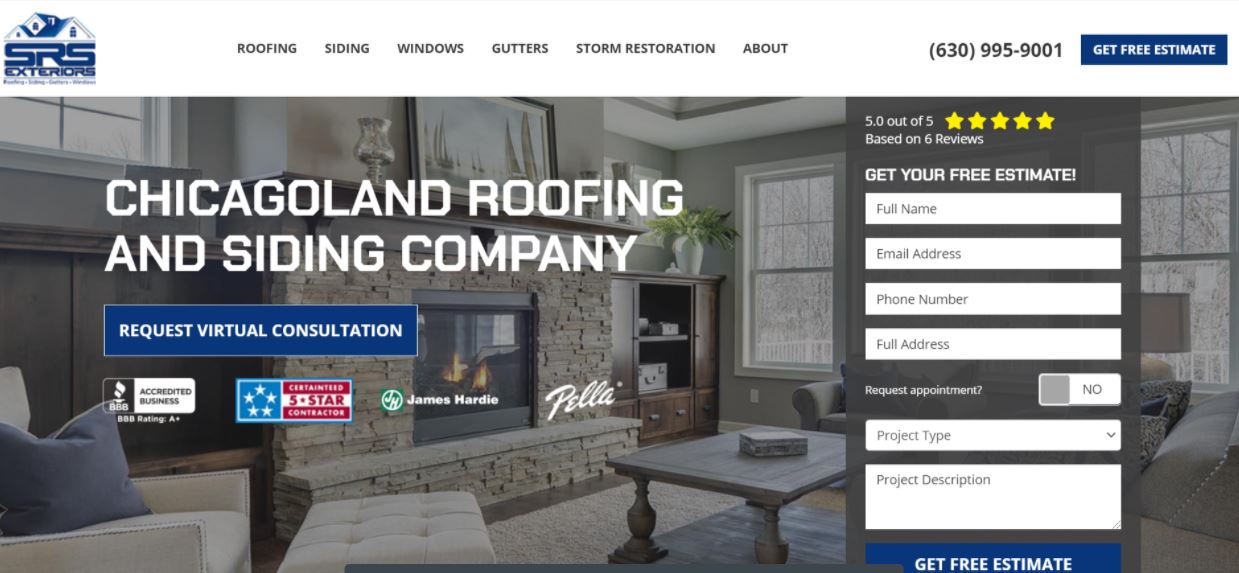 SRS
EXTERIORS
Roofing - Siding - Gutters - Windows
ROOFING
SIDING
WINDOWS
GUTTERS
STORM RESTORATION
ABOUT
(630) 995-9001
GET FREE ESTIMATE
CHICAGOLAND ROOFING
AND SIDING COMPANY
REQUEST VIRTUAL CONSULTATION
BBB
ACCREDITED
BUSINESS
BBB Rating: A+
CERTAINTEED
5★STAR
CONTRACTOR
JH James Hardie
Pella®
5.0 out of 5
Based on 6 Reviews
GET YOUR FREE ESTIMATE!
Full Name
Email Address
Phone Number
Full Address
Request appointment?
NO
Project Type
Project Description
GET FREE ESTIMATE